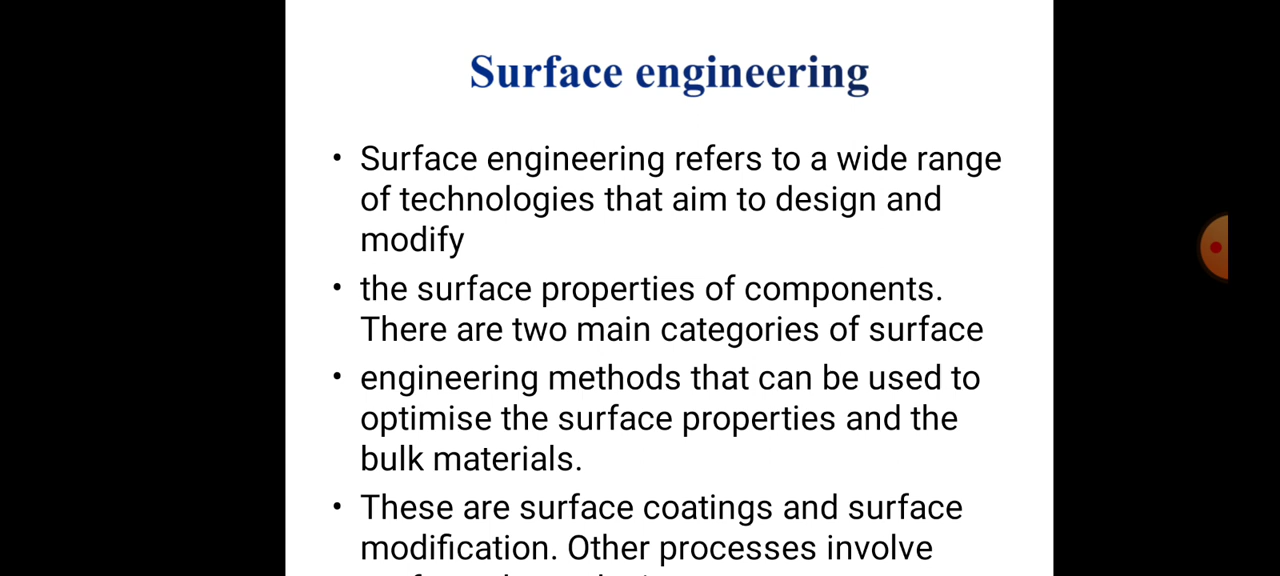 Surface engineering
• Surface engineering refers to a wide range
of technologies that aim to design and
modify
• the surface properties of components.
There are two main categories of surface
• engineering methods that can be used to
optimise the surface properties and the
bulk materials.
• These are surface coatings and surface
modification. Other processes involve